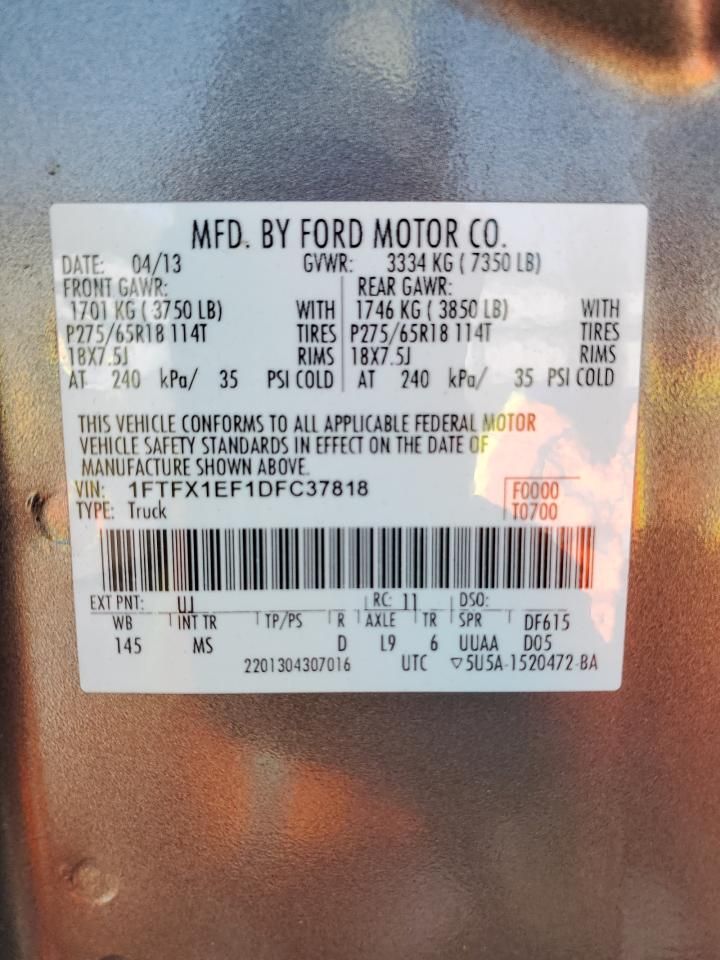 MFD. BY FORD MOTOR CO.
DATE: 04/13 GVWR: 3334 KG ( 7350 LB)
FRONT GAWR: REAR GAWR:
1701 KG ( 3750 LB) WITH 1746 KG ( 3850 LB) WITH
P275/65R18 114T TIRES P275/65R18 114T TIRES
18X7.5J RIMS 18X7.5J RIMS
AT 240 kPa/ 35 PSI COLD AT 240 kPa/ 35 PSI COLD
THIS VEHICLE CONFORMS TO ALL APPLICABLE FEDERAL MOTOR
VEHICLE SAFETY STANDARDS IN EFFECT ON THE DATE OF
MANUFACTURE SHOWN ABOVE.
VIN: 1FTFX1EF1DFC37818 F0000
TYPE: Truck T0700
EXT PNT: UJ RC: 11 DSO:
WB INT TR TP/PS R AXLE TR SPR DF615
145 MS D L9 6 UUAA D05
2201304307016 UTC ▽5U5A-1520472-BA